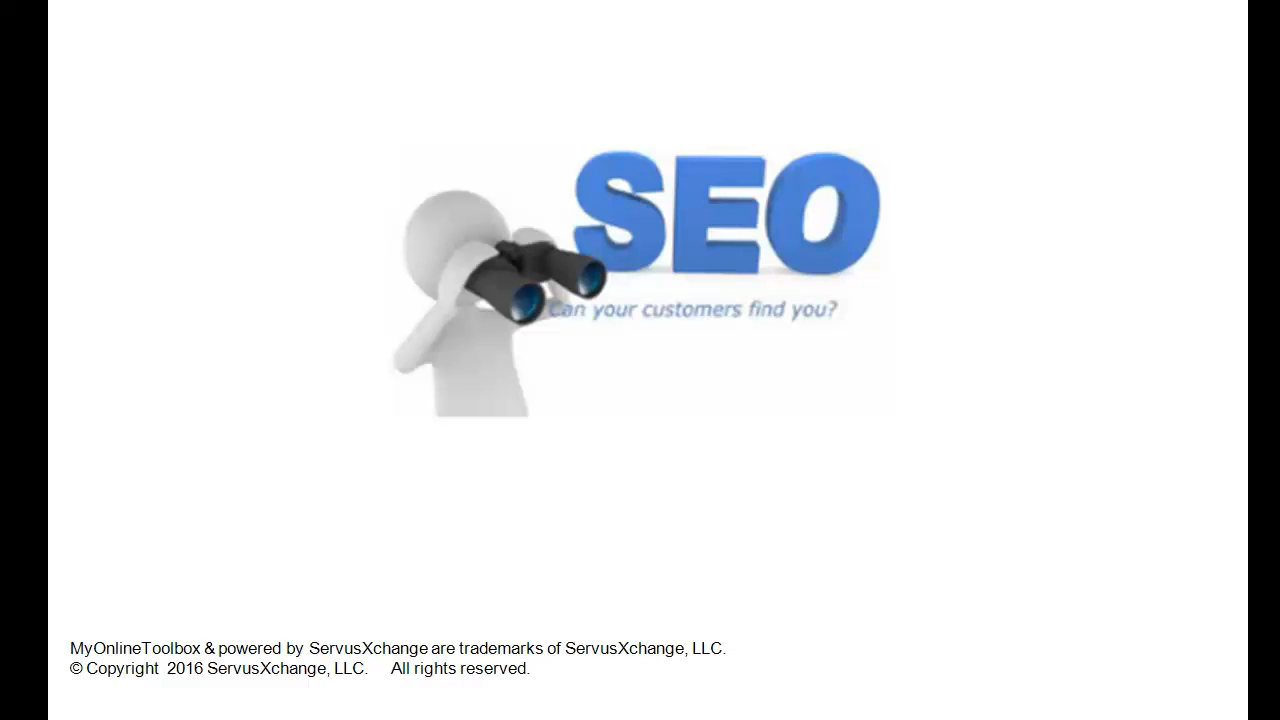 SEO
Can your customers find you?
MyOnlineToolbox & powered by ServusXchange are trademarks of ServusXchange, LLC.
© Copyright 2016 ServusXchange, LLC. All rights reserved.